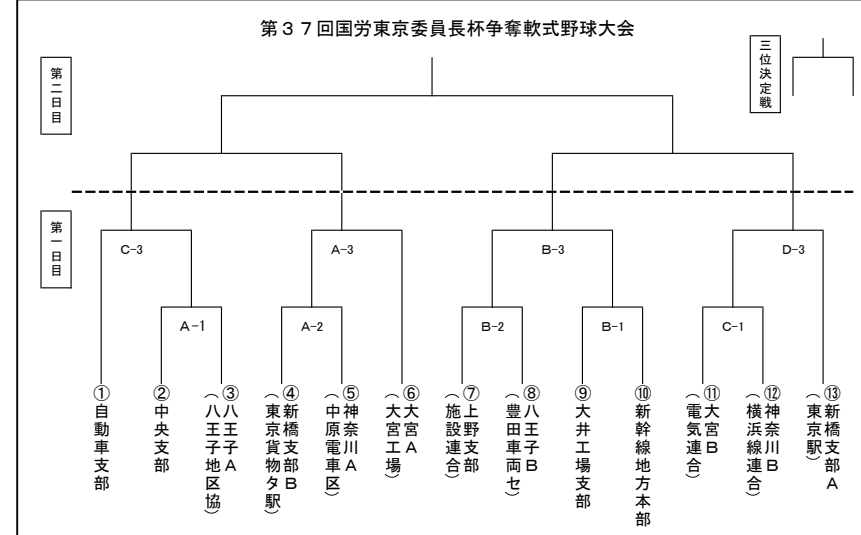 第３７回国労東京委員長杯争奪軟式野球大会
三位決定戦
第二日目
第一日目
C-3
A-3
B-3
D-3
A-1
A-2
B-2
B-1
C-1
①自動車支部
②中央支部
③八王子A
（八王子地区協）
④新橋支部B
（東京貨物タ駅）
⑤神奈川A
（中原電車区）
⑥大宮A
（大宮工場）
⑦上野支部
（施設連合）
⑧八王子B
（豊田車両セ）
⑨大井工場支部
⑩新幹線地方本部
⑪大宮B
（電気連合）
⑫神奈川B
（横浜線連合）
⑬新橋支部A
（東京駅）